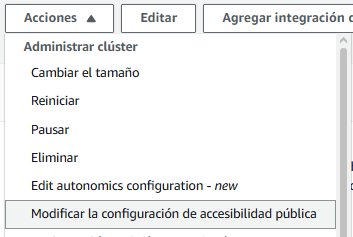 Acciones
Editar
Agregar integración
Administrar clúster
Cambiar el tamaño
Reiniciar
Pausar
Eliminar
Edit autonomics configuration - new
Modificar la configuración de accesibilidad pública